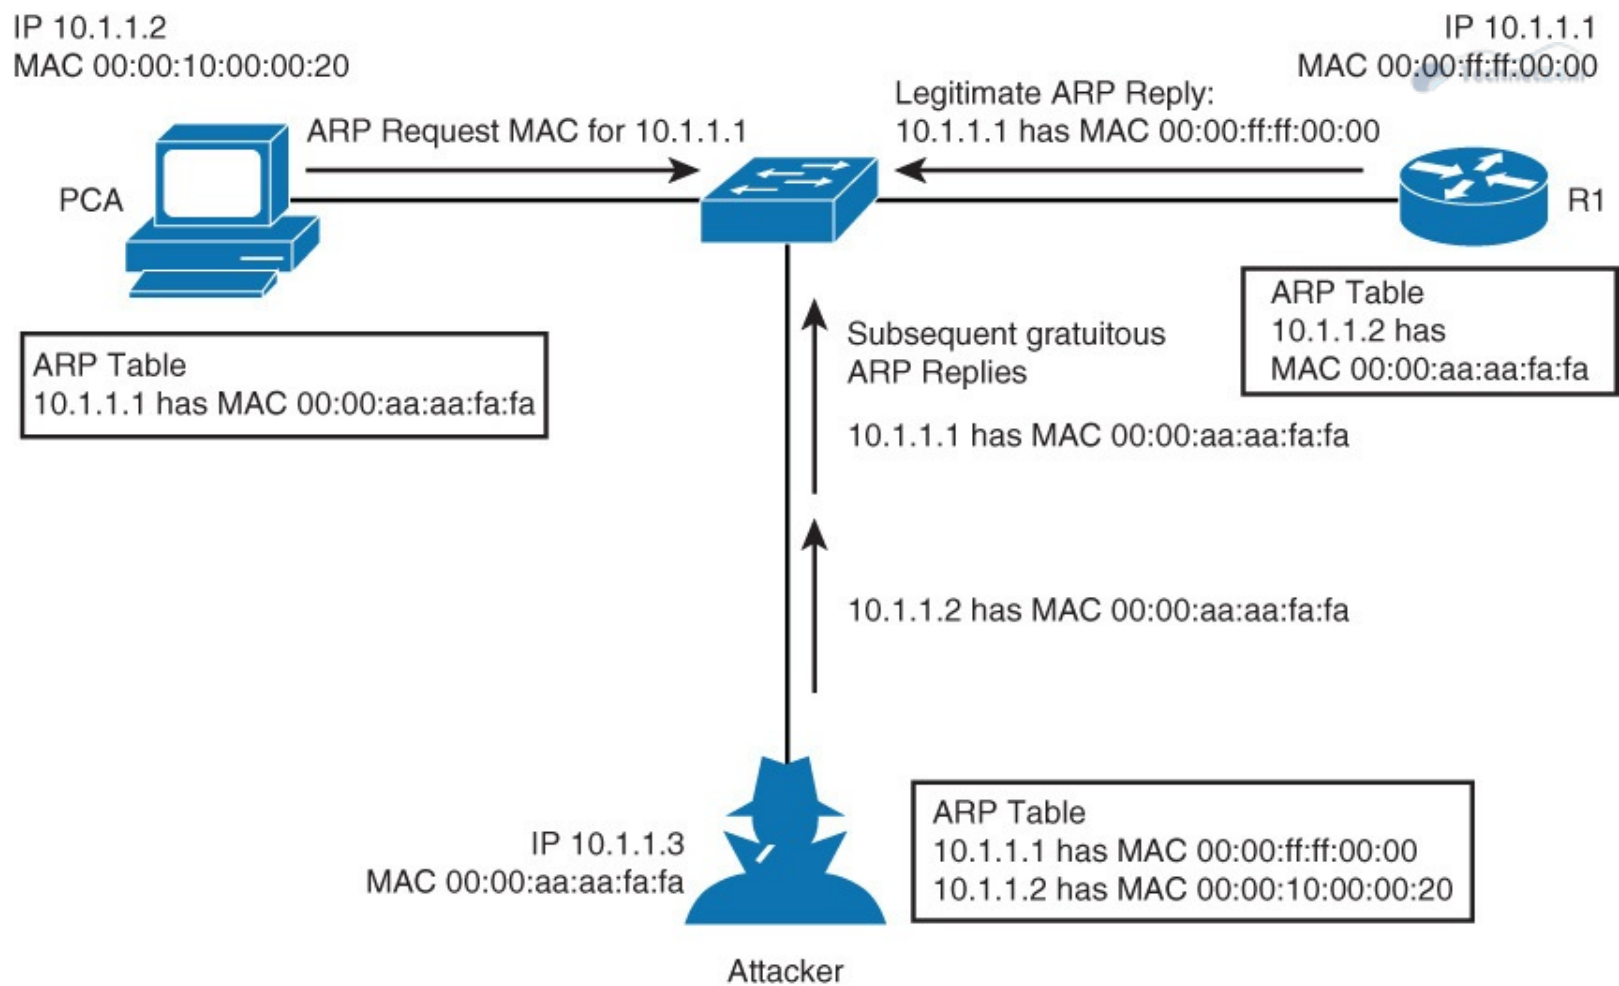 IP 10.1.1.2
MAC 00:00:10:00:00:20
IP 10.1.1.1
MAC 00:00:ff:ff:00:00
ARP Request MAC for 10.1.1.1
Legitimate ARP Reply:
10.1.1.1 has MAC 00:00:ff:ff:00:00
PCA
R1
ARP Table
10.1.1.1 has MAC 00:00:aa:aa:fa:fa
Subsequent gratuitous
ARP Replies
10.1.1.1 has MAC 00:00:aa:aa:fa:fa
ARP Table
10.1.1.2 has
MAC 00:00:aa:aa:fa:fa
10.1.1.2 has MAC 00:00:aa:aa:fa:fa
IP 10.1.1.3
MAC 00:00:aa:aa:fa:fa
ARP Table
10.1.1.1 has MAC 00:00:ff:ff:00:00
10.1.1.2 has MAC 00:00:10:00:00:20
Attacker